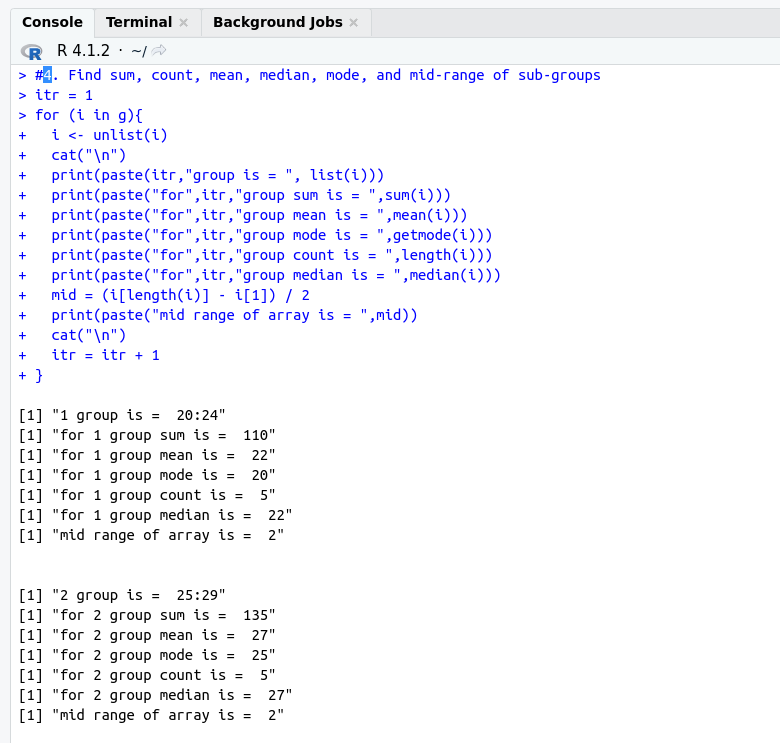 Console Terminal × Background Jobs ×
R R 4.1.2 · ~/
> #4. Find sum, count, mean, median, mode, and mid-range of sub-groups
> itr = 1
> for (i in g){
+   i <- unlist(i)
+   cat("\n")
+   print(paste(itr,"group is = ", list(i)))
+   print(paste("for",itr,"group sum is = ",sum(i)))
+   print(paste("for",itr,"group mean is = ",mean(i)))
+   print(paste("for",itr,"group mode is = ",getmode(i)))
+   print(paste("for",itr,"group count is = ",length(i)))
+   print(paste("for",itr,"group median is = ",median(i)))
+   mid = (i[length(i)] - i[1]) / 2
+   print(paste("mid range of array is = ",mid))
+   cat("\n")
+   itr = itr + 1
+ }
[1] "1 group is =  20:24"
[1] "for 1 group sum is =  110"
[1] "for 1 group mean is =  22"
[1] "for 1 group mode is =  20"
[1] "for 1 group count is =  5"
[1] "for 1 group median is =  22"
[1] "mid range of array is =  2"
[1] "2 group is =  25:29"
[1] "for 2 group sum is =  135"
[1] "for 2 group mean is =  27"
[1] "for 2 group mode is =  25"
[1] "for 2 group count is =  5"
[1] "for 2 group median is =  27"
[1] "mid range of array is =  2"